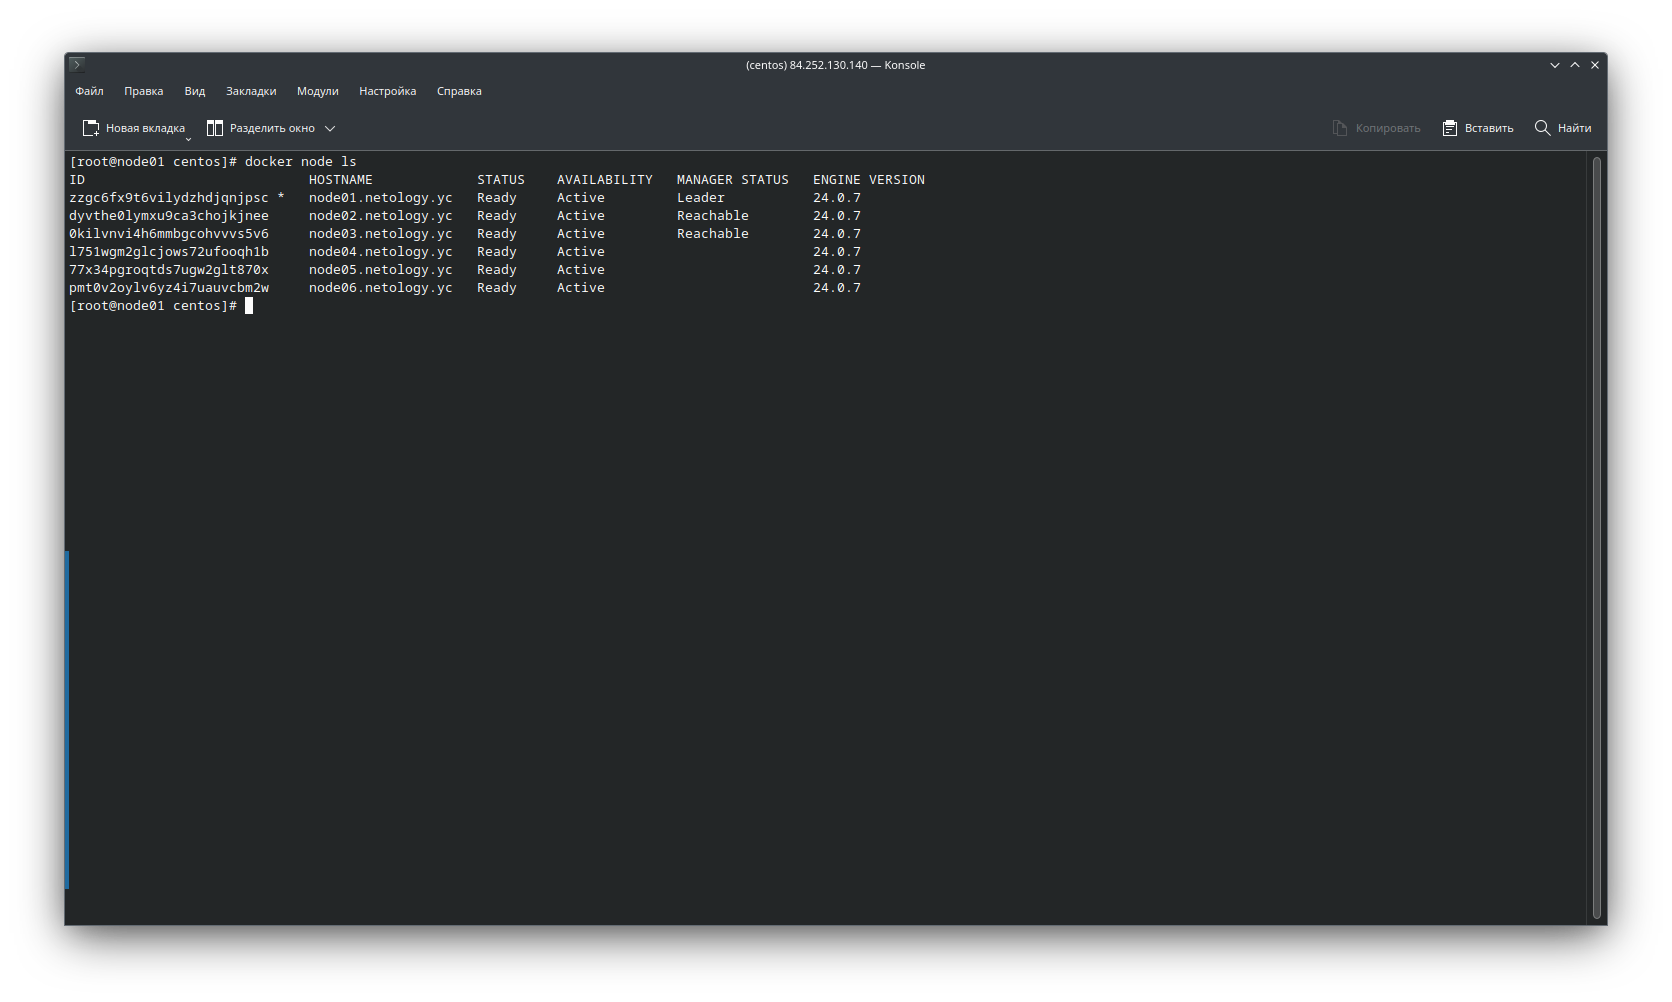 (centos) 84.252.130.140 — Konsole
Файл Правка Вид Закладки Модули Настройка Справка
Новая вкладка Разделить окно Копировать Вставить Найти
[root@node01 centos]# docker node ls
ID HOSTNAME STATUS AVAILABILITY MANAGER STATUS ENGINE VERSION
zzgc6fx9t6vilydzhdjqnjpsc * node01.netology.yc Ready Active Leader 24.0.7
dyvthe0lymxu9ca3chojkjnee node02.netology.yc Ready Active Reachable 24.0.7
0kilvnvi4h6mmbgcohvvvs5v6 node03.netology.yc Ready Active Reachable 24.0.7
l751wgm2glcjows72ufooqh1b node04.netology.yc Ready Active 24.0.7
77x34pgroqtds7ugw2glt870x node05.netology.yc Ready Active 24.0.7
pmt0v2oylv6yz4i7uauvcbm2w node06.netology.yc Ready Active 24.0.7
[root@node01 centos]#